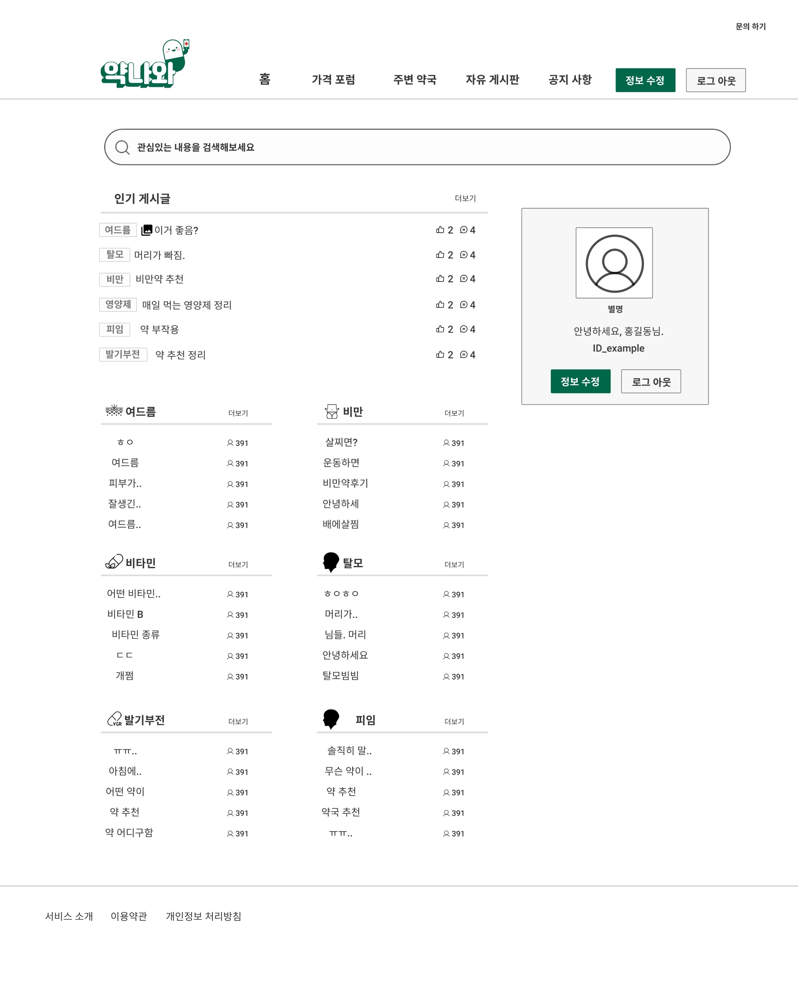 문의 하기
약나와
홈 가격 포럼 주변 약국 자유 게시판 공지 사항 정보 수정 로그 아웃
관심있는 내용을 검색해보세요
인기 게시글 더보기
여드름 이거 좋음? 2 4
탈모 머리가 빠짐. 2 4
비만 비만약 추천 2 4
영양제 매일 먹는 영양제 정리 2 4
피임 약 부작용 2 4
발기부전 약 추천 정리 2 4
별명
안녕하세요, 홍길동님.
ID_example
정보 수정 로그 아웃
여드름 더보기
ㅎㅇ 391
여드름 391
피부가.. 391
잘생긴.. 391
여드름.. 391
비만 더보기
살찌면? 391
운동하면 391
비만약후기 391
안녕하세 391
배에살찜 391
비타민 더보기
어떤 비타민.. 391
비타민 B 391
비타민 종류 391
ㄷㄷ 391
개쩜 391
탈모 더보기
ㅎㅇㅎㅇ 391
머리가.. 391
님들. 머리 391
안녕하세요 391
탈모빔빔 391
VGR 발기부전 더보기
ㅠㅠ.. 391
아침에.. 391
어떤 약이 391
약 추천 391
약 어디구함 391
피임 더보기
솔직히 말.. 391
무슨 약이 .. 391
약 추천 391
약국 추천 391
ㅠㅠ.. 391
서비스 소개 이용약관 개인정보 처리방침